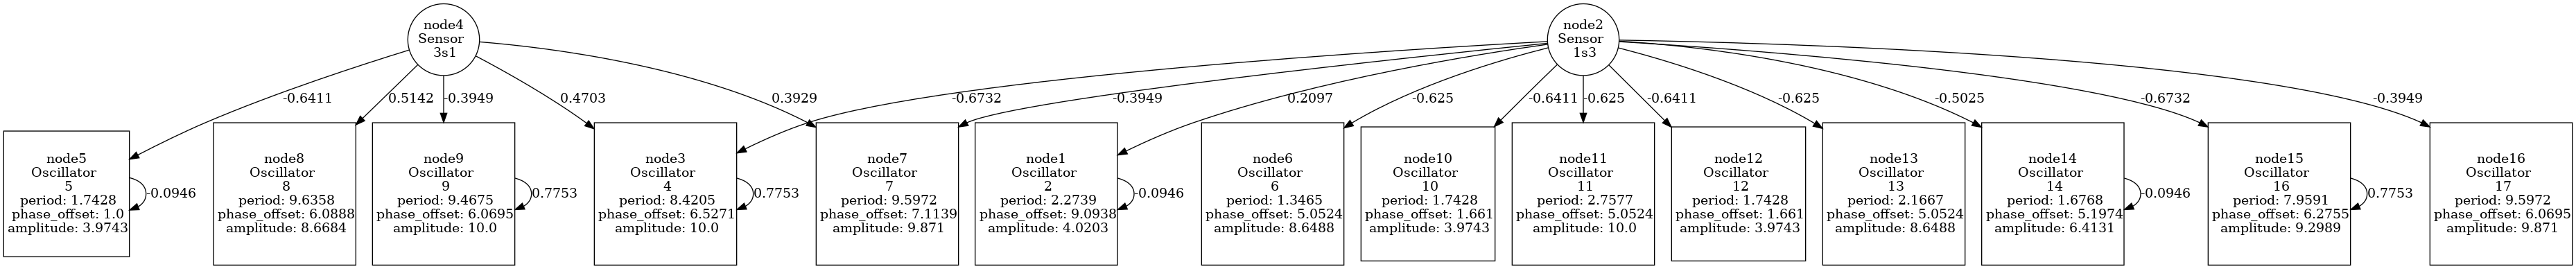 node4
Sensor
3s1
node2
Sensor
1s3
-0.6411
0.5142
-0.3949
0.4703
0.3929
-0.6732
-0.3949
0.2097
-0.625
-0.6411
-0.625
-0.6411
-0.625
-0.5025
-0.6732
-0.3949
node5
Oscillator
5
period: 1.7428
phase_offset: 1.0
amplitude: 3.9743
-0.0946
node8
Oscillator
8
period: 9.6358
phase_offset: 6.0888
amplitude: 8.6684
node9
Oscillator
9
period: 9.4675
phase_offset: 6.0695
amplitude: 10.0
0.7753
node3
Oscillator
4
period: 8.4205
phase_offset: 6.5271
amplitude: 10.0
0.7753
node7
Oscillator
7
period: 9.5972
phase_offset: 7.1139
amplitude: 9.871
node1
Oscillator
2
period: 2.2739
phase_offset: 9.0938
amplitude: 4.0203
-0.0946
node6
Oscillator
6
period: 1.3465
phase_offset: 5.0524
amplitude: 8.6488
node10
Oscillator
10
period: 1.7428
phase_offset: 1.661
amplitude: 3.9743
node11
Oscillator
11
period: 2.7577
phase_offset: 5.0524
amplitude: 10.0
node12
Oscillator
12
period: 1.7428
phase_offset: 1.661
amplitude: 3.9743
node13
Oscillator
13
period: 2.1667
phase_offset: 5.0524
amplitude: 8.6488
node14
Oscillator
14
period: 1.6768
phase_offset: 5.1974
amplitude: 6.4131
-0.0946
node15
Oscillator
16
period: 7.9591
phase_offset: 6.2755
amplitude: 9.2989
0.7753
node16
Oscillator
17
period: 9.5972
phase_offset: 6.0695
amplitude: 9.871